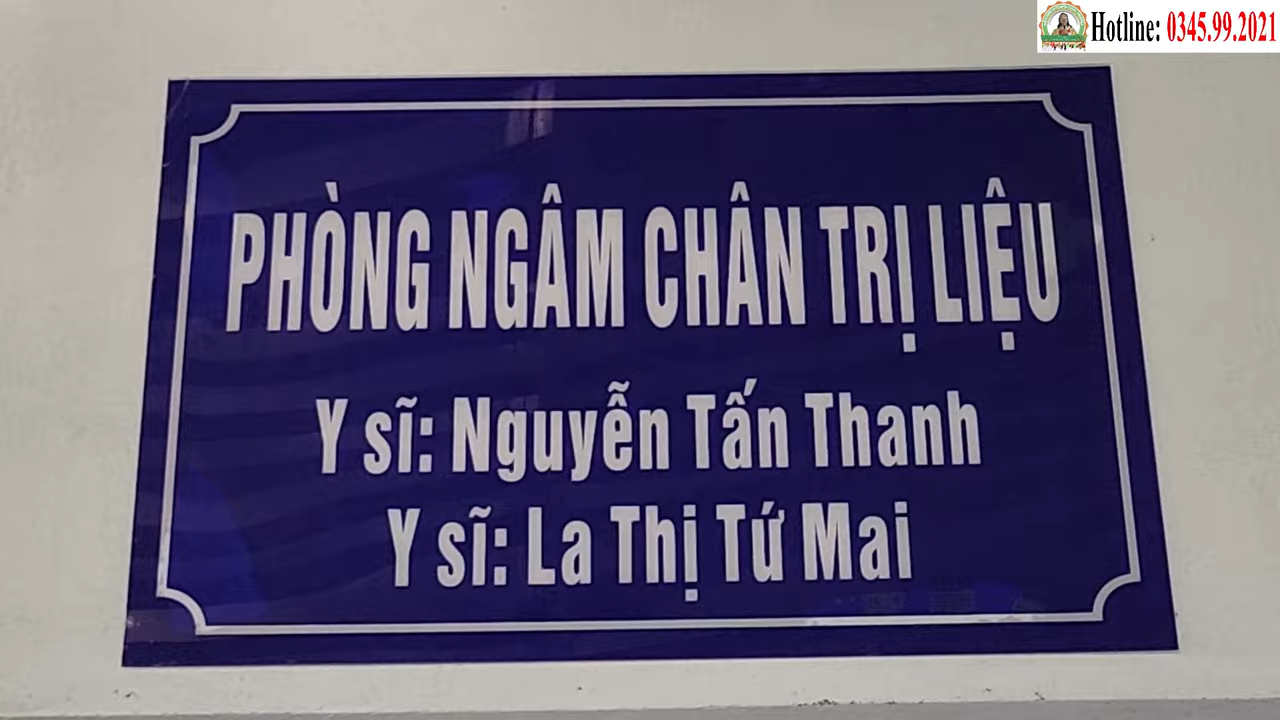 Hotline: 0345.99.2021
PHÒNG NGÂM CHÂN TRỊ LIỆU
Y sĩ: Nguyễn Tấn Thanh
Y sĩ: La Thị Tứ Mai